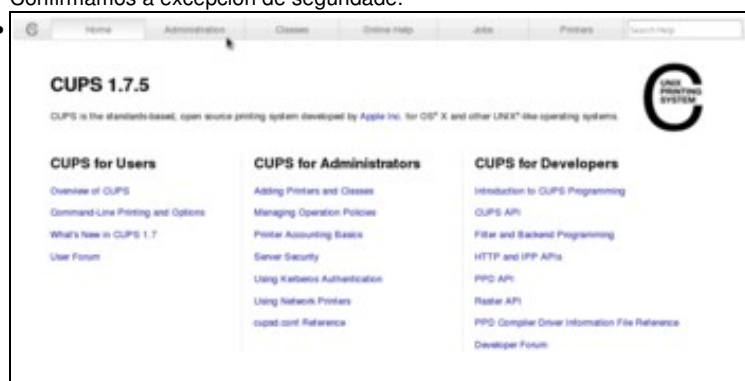 Confirmamos a excepción de seguridade.
Home Administration Classes Online Help Jobs Printers Search Help
CUPS 1.7.5
CUPS is the standards-based, open source printing system developed by Apple Inc. for OS® X and other UNIX®-like operating systems.
UNIX
PRINTING
SYSTEM
CUPS for Users
Overview of CUPS
Command-Line Printing and Options
What's New in CUPS 1.7
User Forum
CUPS for Administrators
Adding Printers and Classes
Managing Operation Policies
Printer Accounting Basics
Server Security
Using Kerberos Authentication
Using Network Printers
cupsd.conf Reference
CUPS for Developers
Introduction to CUPS Programming
CUPS API
Filter and Backend Programming
HTTP and IPP APIs
PPD API
Raster API
PPD Compiler Driver Information File Reference
Developer Forum